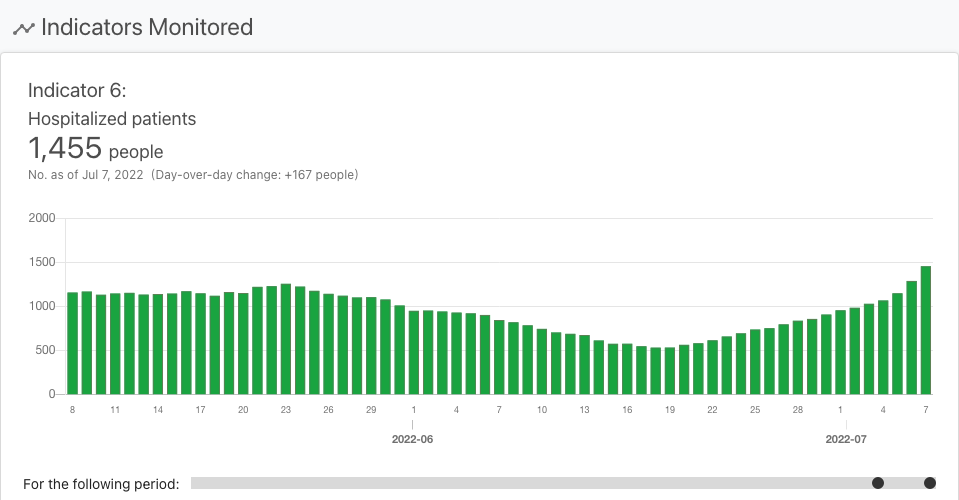 Indicators Monitored
Indicator 6:
Hospitalized patients
1,455 people
No. as of Jul 7, 2022 (Day-over-day change: +167 people)
2000
1500
1000
500
0
8 11 14 17 20 23 26 29 1 4 7 10 13 16 19 22 25 28 1 4 7
2022-06 2022-07
For the following period: